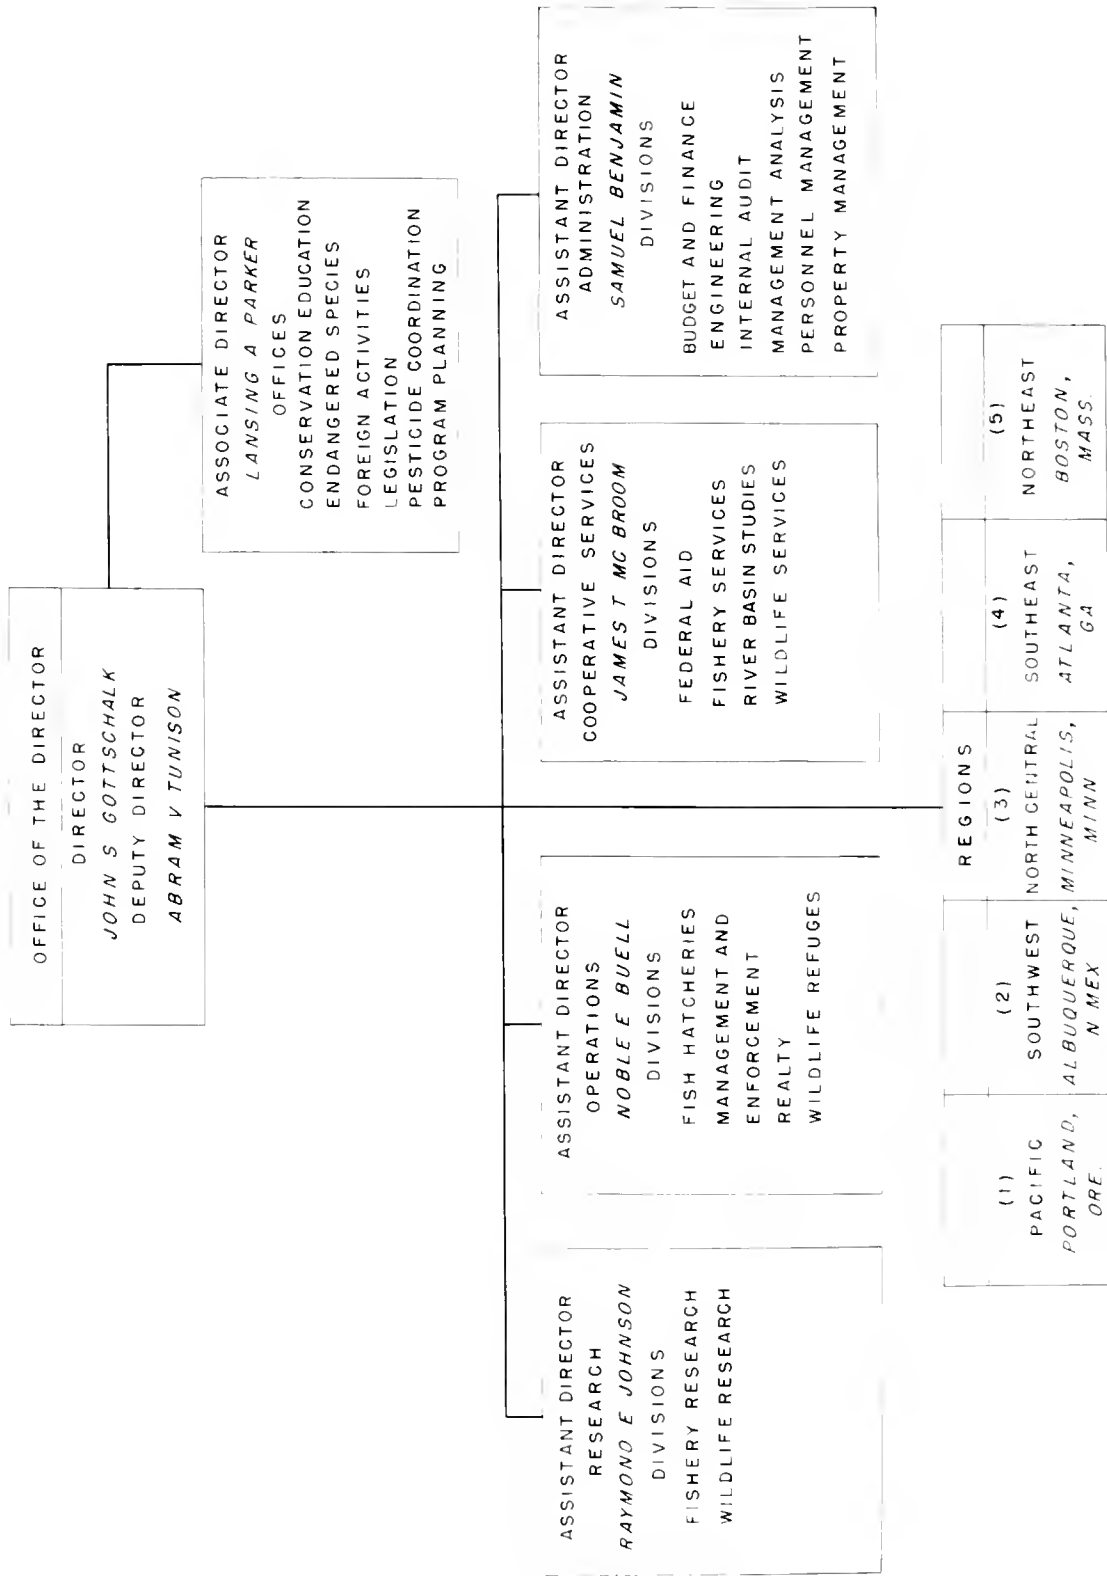 OFFICE OF THE DIRECTOR
DIRECTOR
JOHN S GOTTSCHALK
DEPUTY DIRECTOR
ABRAM V TUNISON
ASSOCIATE DIRECTOR
LANSING A PARKER
OFFICES
CONSERVATION EDUCATION
ENDANGERED SPECIES
FOREIGN ACTIVITIES
LEGISLATION
PESTICIDE COORDINATION
PROGRAM PLANNING
ASSISTANT DIRECTOR
RESEARCH
RAYMOND E JOHNSON
DIVISIONS
FISHERY RESEARCH
WILDLIFE RESEARCH
ASSISTANT DIRECTOR
OPERATIONS
NOBLE E BUELL
DIVISIONS
FISH HATCHERIES
MANAGEMENT AND
ENFORCEMENT
REALTY
WILDLIFE REFUGES
ASSISTANT DIRECTOR
COOPERATIVE SERVICES
JAMES T MC BROOM
DIVISIONS
FEDERAL AID
FISHERY SERVICES
RIVER BASIN STUDIES
WILDLIFE SERVICES
ASSISTANT DIRECTOR
ADMINISTRATION
SAMUEL BENJAMIN
DIVISIONS
BUDGET AND FINANCE
ENGINEERING
INTERNAL AUDIT
MANAGEMENT ANALYSIS
PERSONNEL MANAGEMENT
PROPERTY MANAGEMENT
REGIONS
(1)
PACIFIC
PORTLAND,
ORE.
(2)
SOUTHWEST
ALBUQUERQUE,
N MEX
(3)
NORTH CENTRAL
MINNEAPOLIS,
MINN
(4)
SOUTHEAST
ATLANTA,
GA
(5)
NORTHEAST
BOSTON,
MASS.